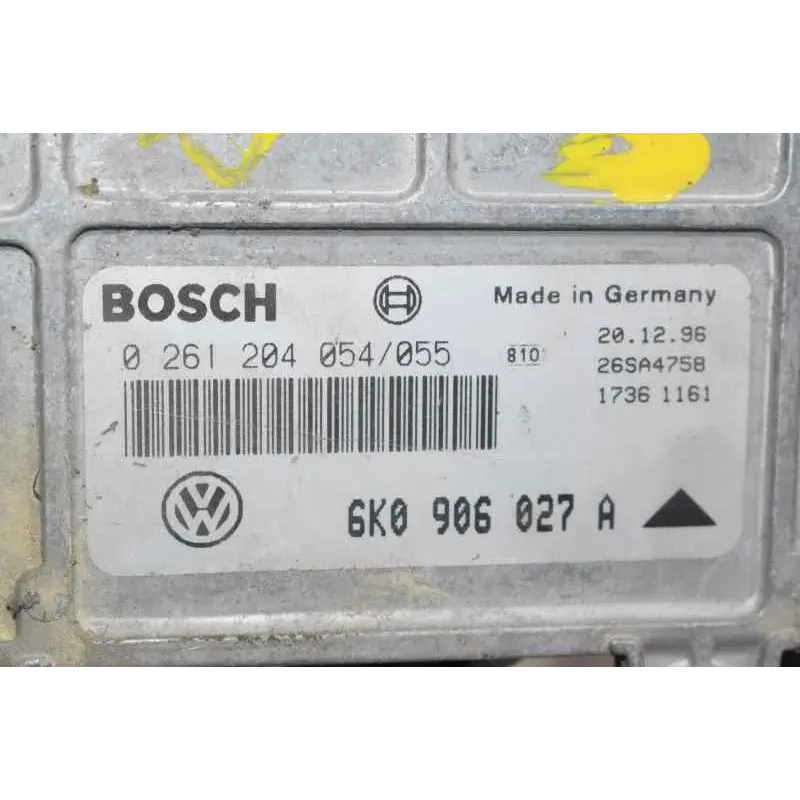 BOSCH
Made in Germany
0 261 204 054/055
810
20.12.96
26SA4758
1736 1161
6K0 906 027 A